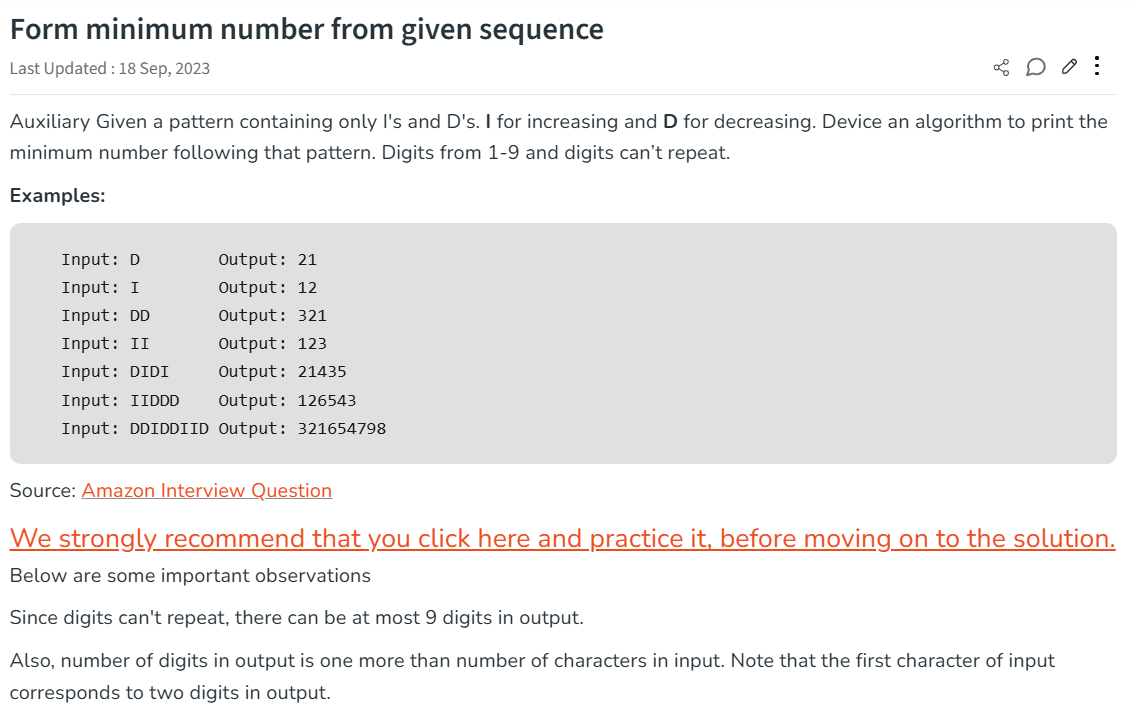 Form minimum number from given sequence
Last Updated : 18 Sep, 2023
Auxiliary Given a pattern containing only I's and D's. I for increasing and D for decreasing. Device an algorithm to print the
minimum number following that pattern. Digits from 1-9 and digits can’t repeat.
Examples:
Input: D        Output: 21
Input: I        Output: 12
Input: DD       Output: 321
Input: II       Output: 123
Input: DIDI     Output: 21435
Input: IIDDD    Output: 126543
Input: DDIDDIID Output: 321654798
Source: Amazon Interview Question
We strongly recommend that you click here and practice it, before moving on to the solution.
Below are some important observations
Since digits can't repeat, there can be at most 9 digits in output.
Also, number of digits in output is one more than number of characters in input. Note that the first character of input
corresponds to two digits in output.